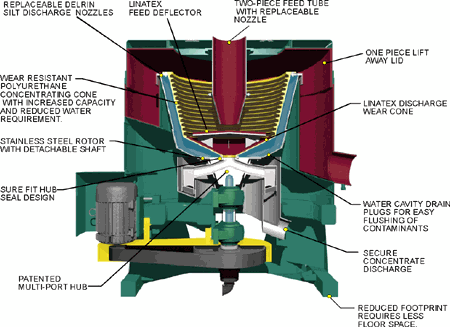 REPLACEABLE DELRIN
SILT DISCHARGE NOZZLES
LINATEX
FEED DEFLECTOR
TWO-PIECE FEED TUBE
WITH REPLACEABLE
NOZZLE
ONE PIECE LIFT
AWAY LID
WEAR RESISTANT
POLYURETHANE
CONCENTRATING CONE
WITH INCREASED CAPACITY
AND REDUCED WATER
REQUIREMENT.
LINATEX DISCHARGE
WEAR CONE
STAINLESS STEEL ROTOR
WITH DETACHABLE SHAFT
SURE FIT HUB
SEAL DESIGN
WATER CAVITY DRAIN
PLUGS FOR EASY
FLUSHING OF
CONTAMINANTS
SECURE
CONCENTRATE
DISCHARGE
PATENTED
MULTI-PORT HUB
REDUCED FOOTPRINT
REQUIRES LESS
FLOOR SPACE.